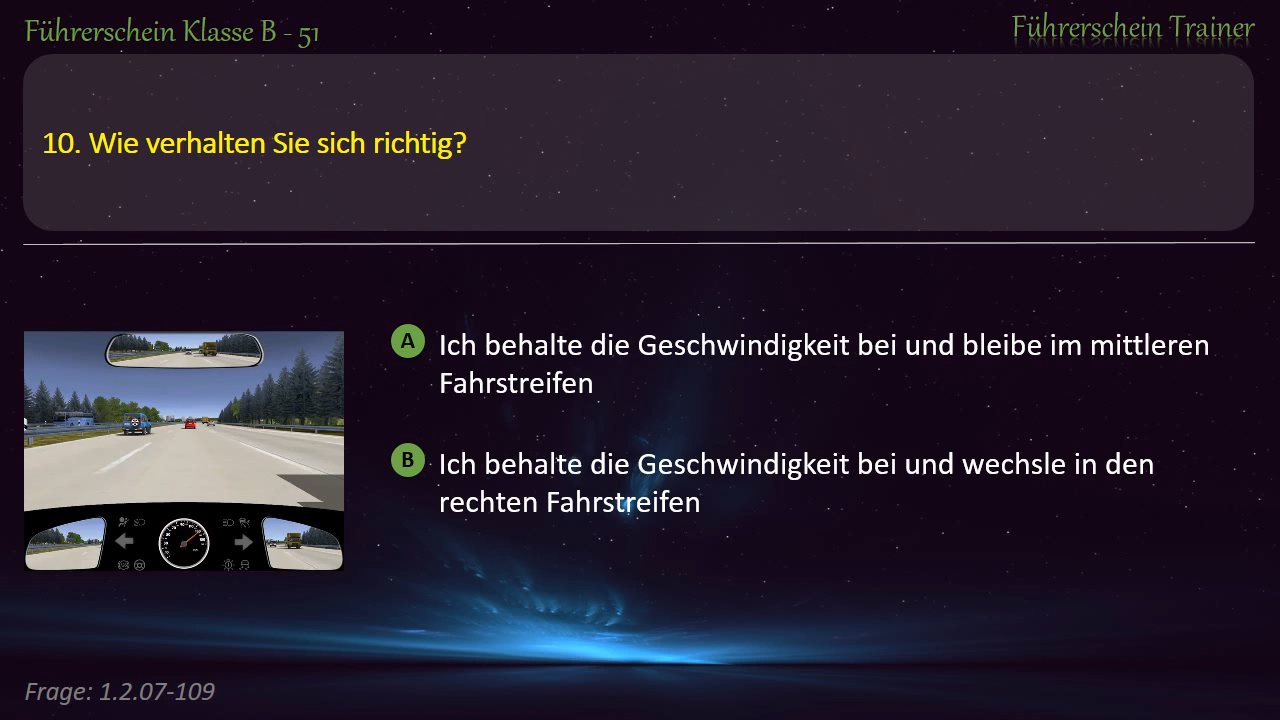 Führerschein Klasse B - 51
Führerschein Trainer
10. Wie verhalten Sie sich richtig?
A Ich behalte die Geschwindigkeit bei und bleibe im mittleren
Fahrstreifen
B Ich behalte die Geschwindigkeit bei und wechsle in den
rechten Fahrstreifen
Frage: 1.2.07-109